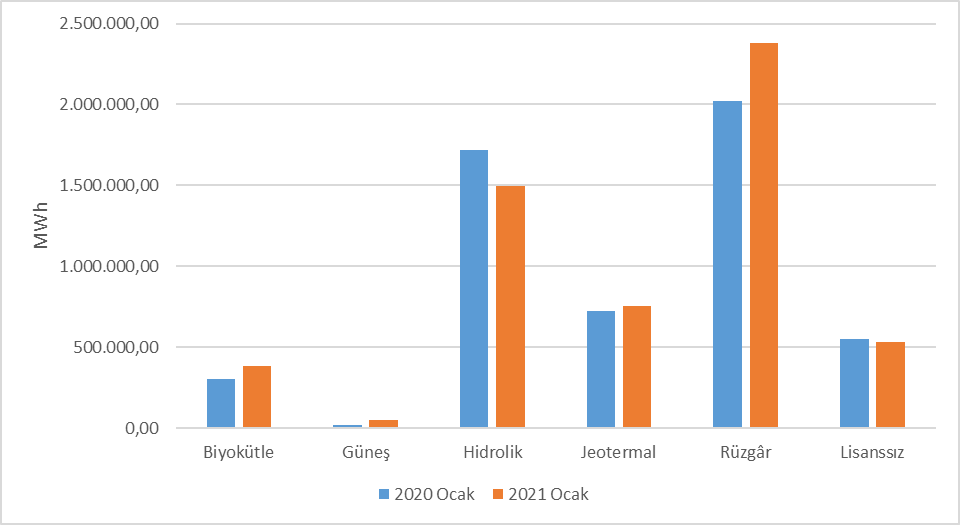 2.500.000,00
2.000.000,00
1.500.000,00
1.000.000,00
500.000,00
0,00
MWh
Biyokütle Güneş Hidrolik Jeotermal Rüzgâr Lisanssız
2020 Ocak 2021 Ocak